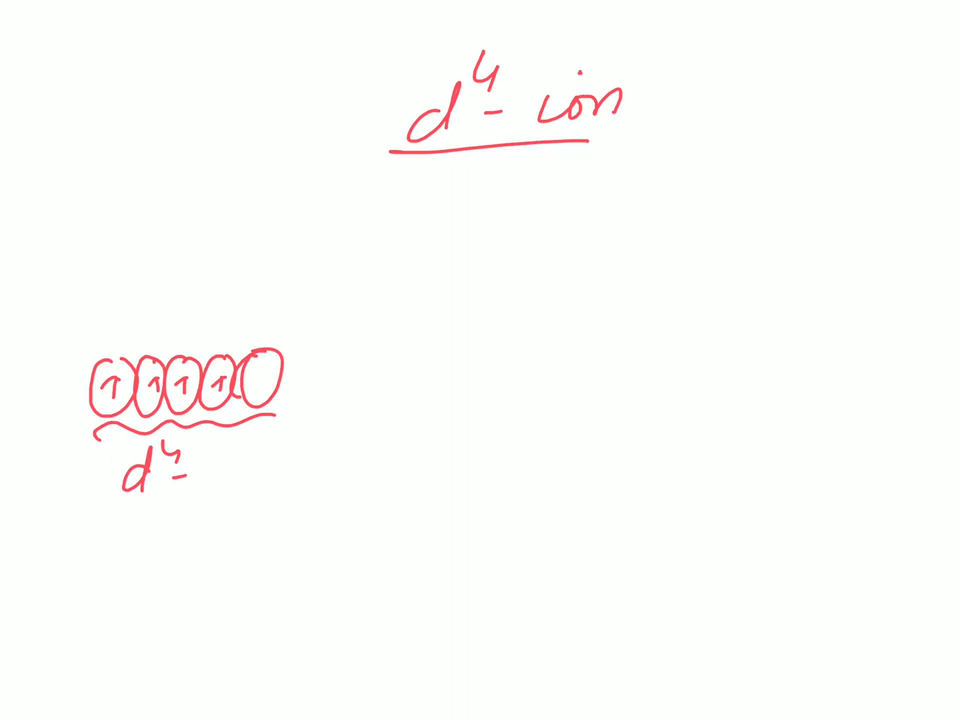 d⁴- ion
↿ ↿ ↿ ↿
d⁴-